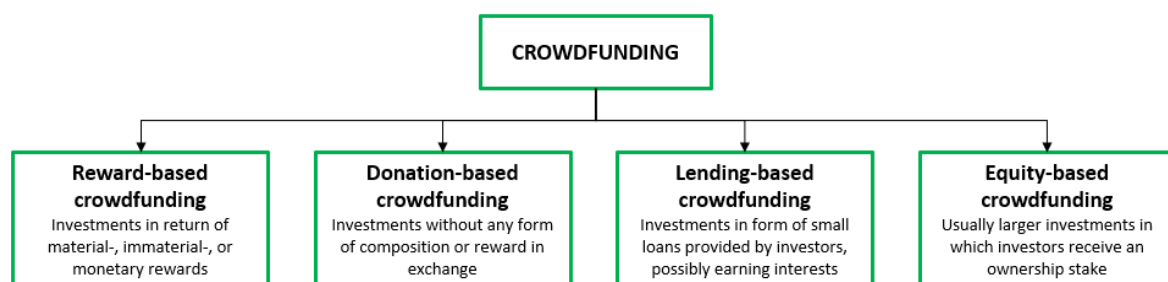 CROWDFUNDING
Reward-based
crowdfunding
Investments in return of
material-, immaterial-, or
monetary rewards
Donation-based
crowdfunding
Investments without any form
of composition or reward in
exchange
Lending-based
crowdfunding
Investments in form of small
loans provided by investors,
possibly earning interests
Equity-based
crowdfunding
Usually larger investments in
which investors receive an
ownership stake